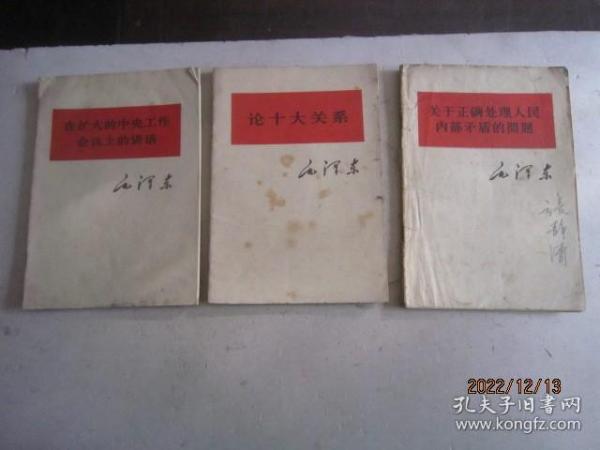 在扩大的中央工作
会议上的讲话
毛泽东
论十大关系
毛泽东
关于正确处理人民
内部矛盾的問題
毛泽东
2022/12/13
孔夫子旧书网
www.kongfz.com